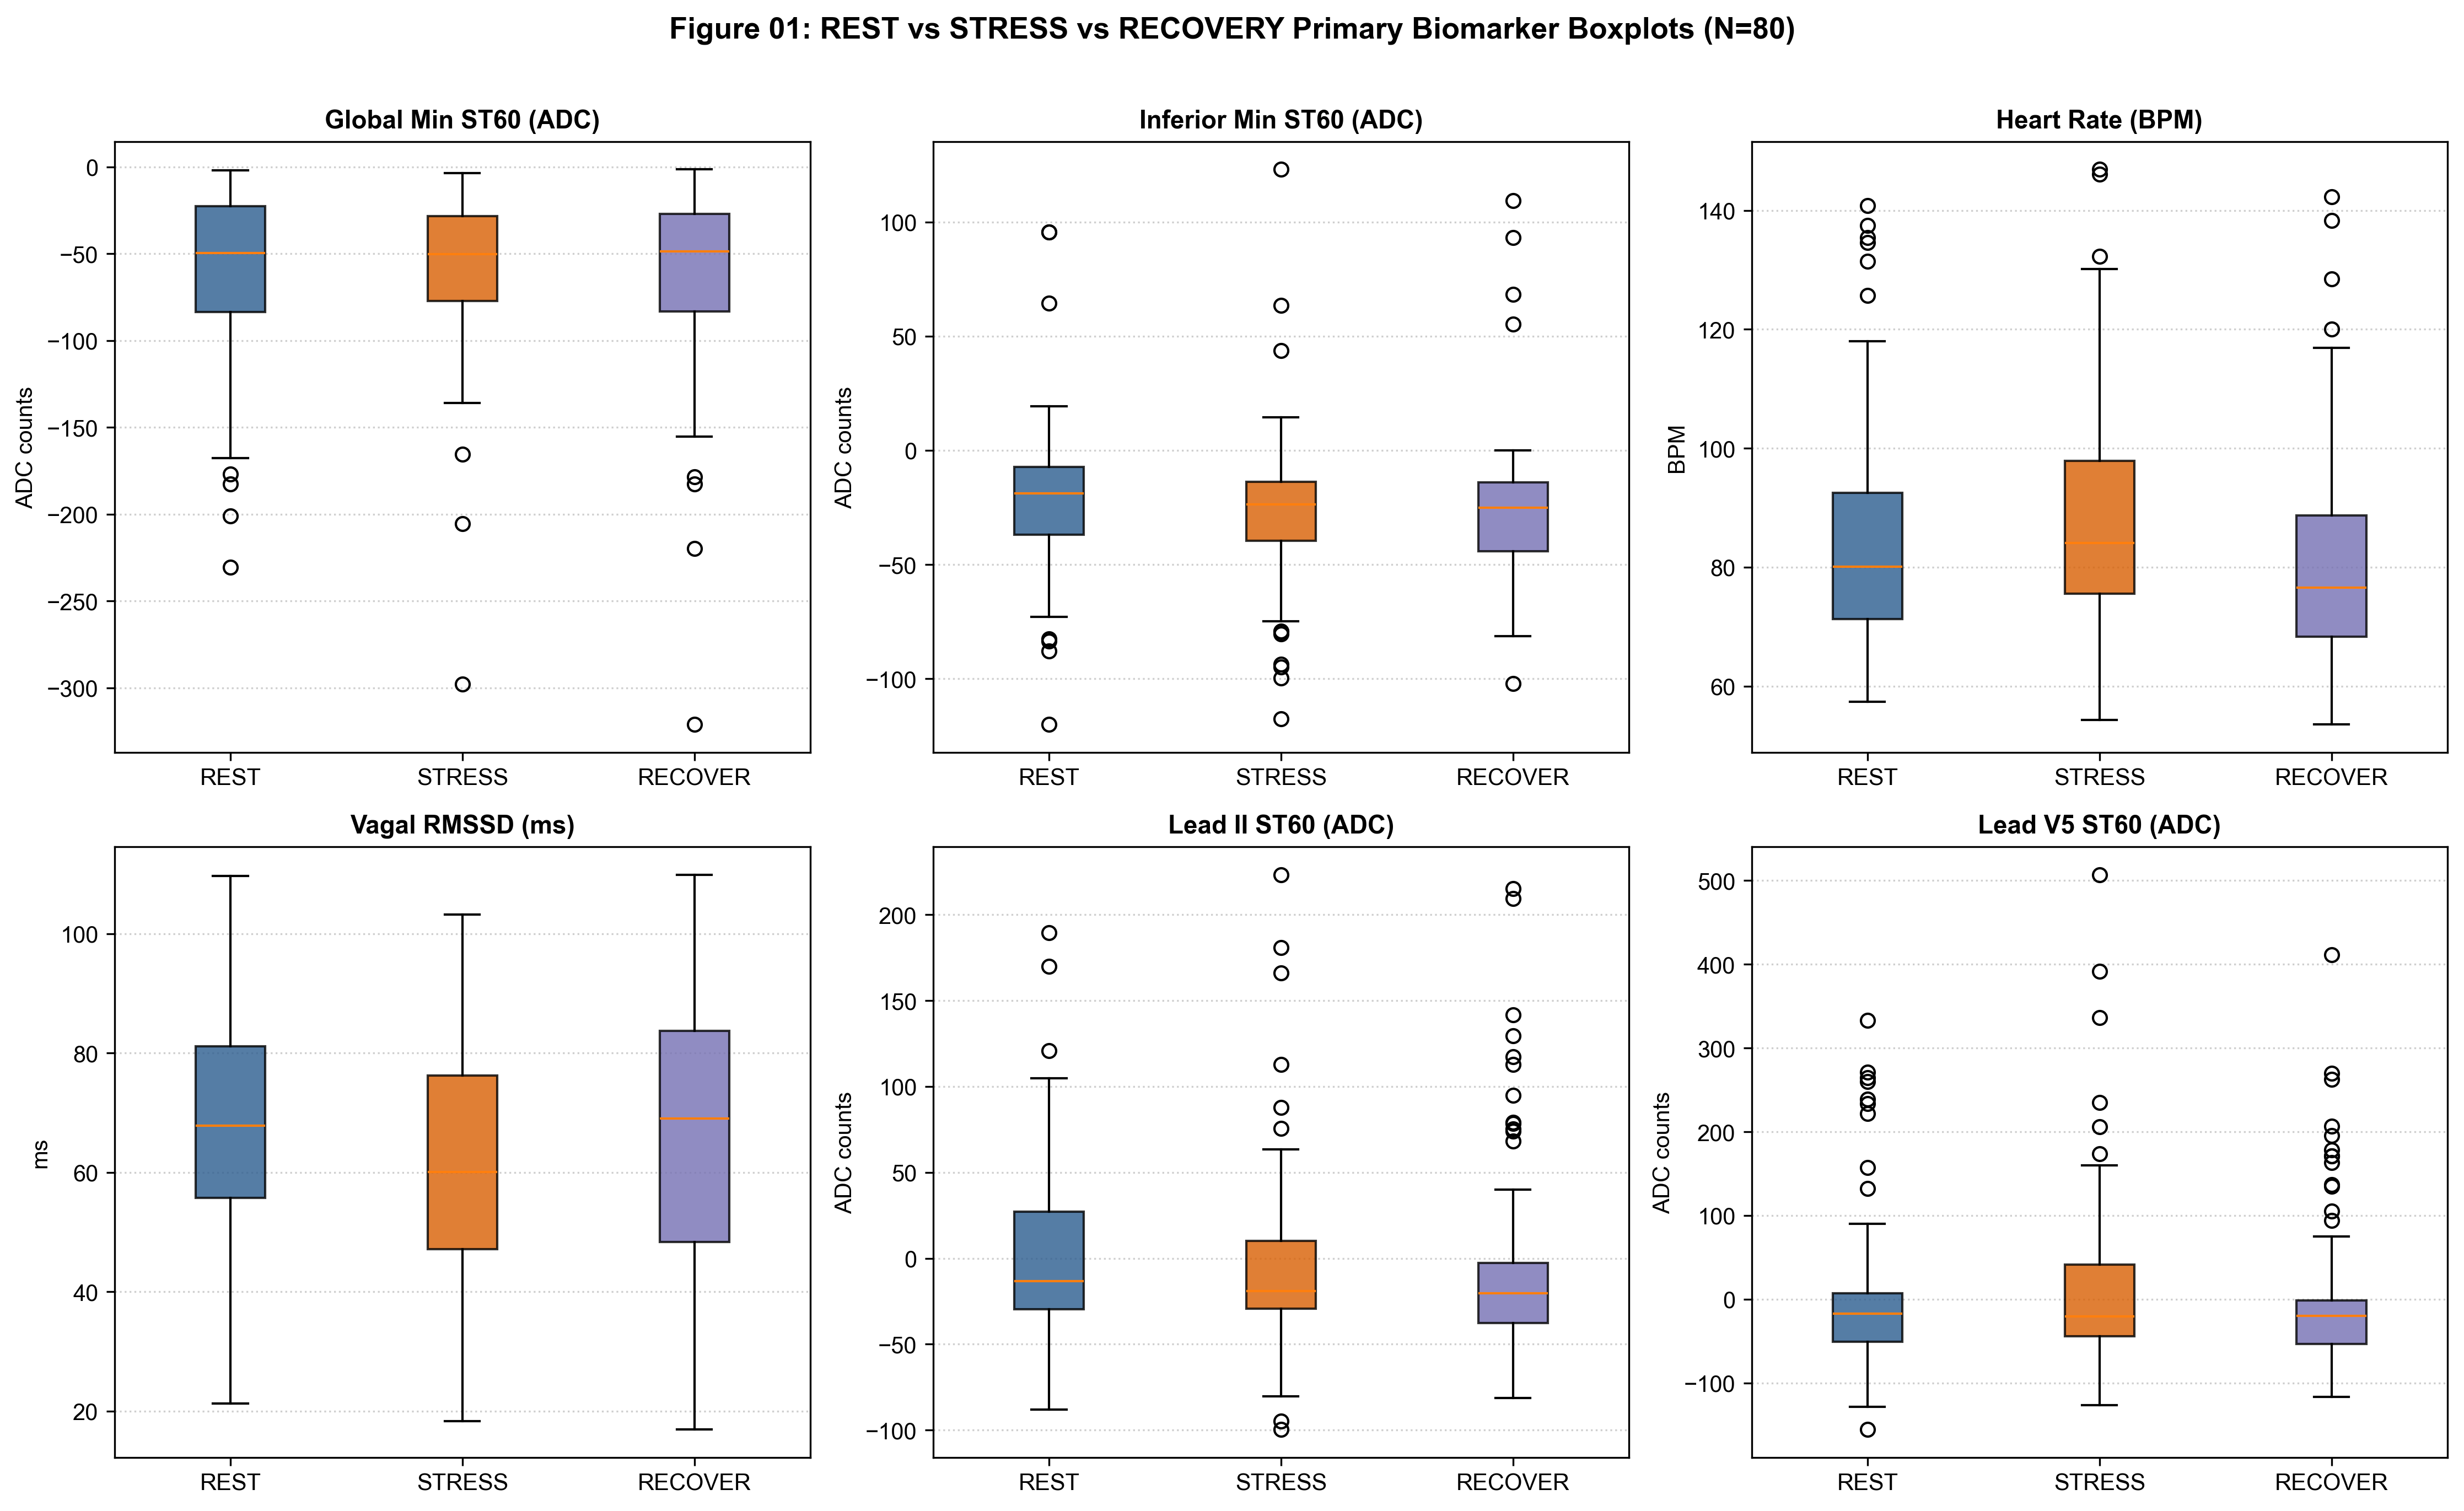 Figure 01: REST vs STRESS vs RECOVERY Primary Biomarker Boxplots (N=80)
Global Min ST60 (ADC)
ADC counts
0
−50
−100
−150
−200
−250
−300
REST STRESS RECOVER
Inferior Min ST60 (ADC)
ADC counts
100
50
0
−50
−100
REST STRESS RECOVER
Heart Rate (BPM)
BPM
140
120
100
80
60
REST STRESS RECOVER
Vagal RMSSD (ms)
ms
100
80
60
40
20
REST STRESS RECOVER
Lead II ST60 (ADC)
ADC counts
200
150
100
50
0
−50
−100
REST STRESS RECOVER
Lead V5 ST60 (ADC)
ADC counts
500
400
300
200
100
0
−100
REST STRESS RECOVER